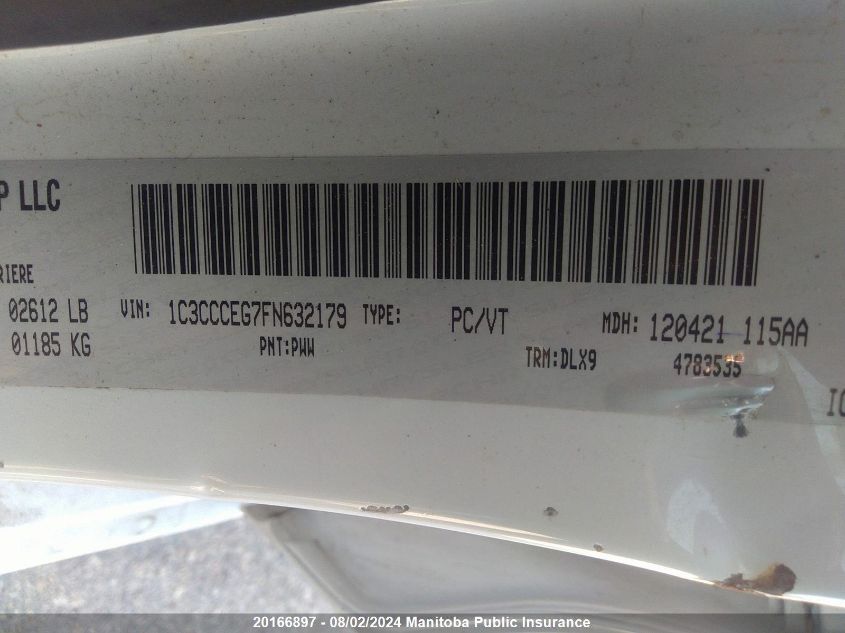 P LLC
RIERE
02612 LB VIN: 1C3CCCEG7FN632179 TYPE: PC/VT MDH: 120421 115AA
01185 KG PNT:PWW TRM:DLX9 4783535
20166897 - 08/02/2024 Manitoba Public Insurance